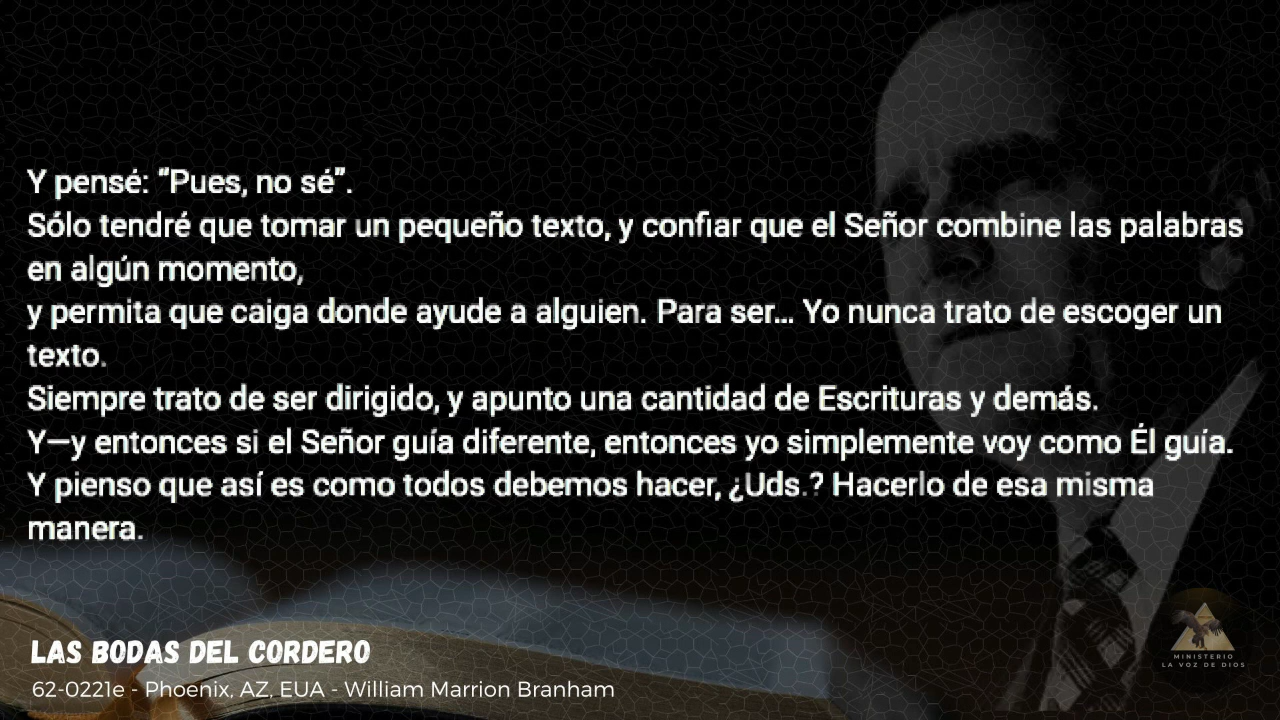 Y pensé: “Pues, no sé”.
Sólo tendré que tomar un pequeño texto, y confiar que el Señor combine las palabras
en algún momento,
y permita que caiga donde ayude a alguien. Para ser... Yo nunca trato de escoger un
texto.
Siempre trato de ser dirigido, y apunto una cantidad de Escrituras y demás.
Y—y entonces si el Señor guía diferente, entonces yo simplemente voy como Él guía.
Y pienso que así es como todos debemos hacer, ¿Uds.? Hacerlo de esa misma
manera.
LAS BODAS DEL CORDERO
62-0221e - Phoenix, AZ, EUA - William Marrion Branham
MINISTERIO
LA VOZ DE DIOS